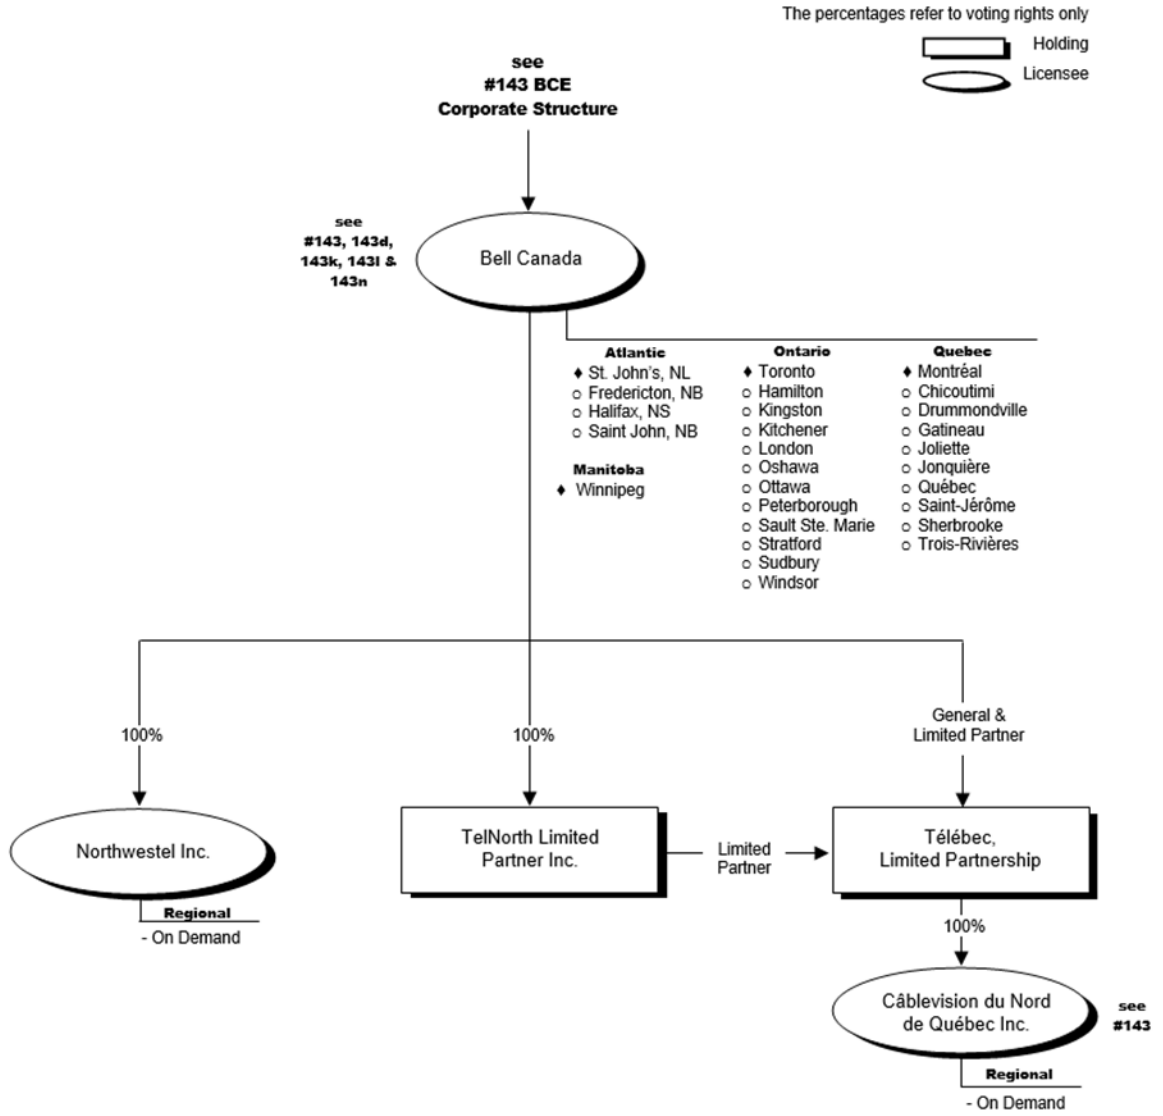 The percentages refer to voting rights only
Holding
Licensee
see
#143 BCE
Corporate Structure
see
#143, 143d,
143k, 143l &
143n
Bell Canada
Atlantic
♦ St. John's, NL
o Fredericton, NB
o Halifax, NS
o Saint John, NB
Manitoba
♦ Winnipeg
Ontario
♦ Toronto
o Hamilton
o Kingston
o Kitchener
o London
o Oshawa
o Ottawa
o Peterborough
o Sault Ste. Marie
o Stratford
o Sudbury
o Windsor
Quebec
♦ Montréal
o Chicoutimi
o Drummondville
o Gatineau
o Joliette
o Jonquière
o Québec
o Saint-Jérôme
o Sherbrooke
o Trois-Rivières
100%
100%
General &
Limited Partner
Northwestel Inc.
Regional
- On Demand
TelNorth Limited
Partner Inc.
Limited
Partner
Télébec,
Limited Partnership
100%
Câblevision du Nord
de Québec Inc.
see
#143
Regional
- On Demand